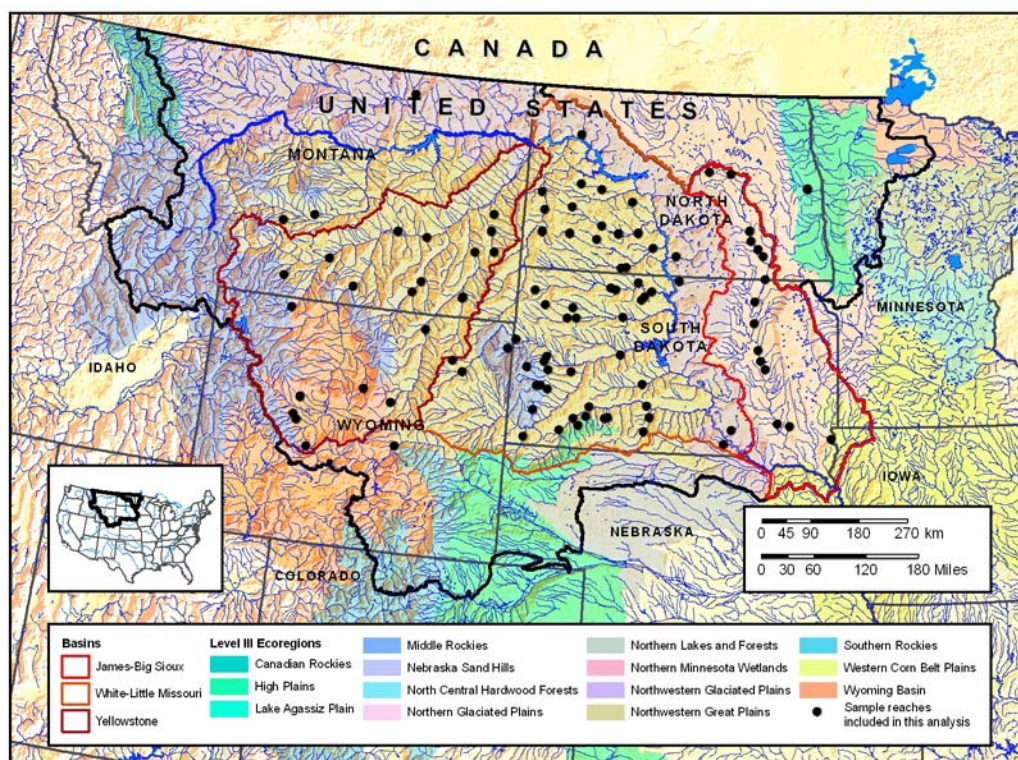 CANADA
UNITED STATES
MONTANA
NORTH
DAKOTA
MINNESOTA
SOUTH
DAKOTA
IDAHO
WYOMING
IOWA
NEBRASKA
COLORADO
0 45 90 180 270 km
0 30 60 120 180 Miles
Basins
James-Big Sioux
White-Little Missouri
Yellowstone
Level III Ecoregions
Canadian Rockies
High Plains
Lake Agassiz Plain
Middle Rockies
Nebraska Sand Hills
North Central Hardwood Forests
Northern Glaciated Plains
Northern Lakes and Forests
Northern Minnesota Wetlands
Northwestern Glaciated Plains
Northwestern Great Plains
Southern Rockies
Western Corn Belt Plains
Wyoming Basin
Sample reaches
included in this analysis